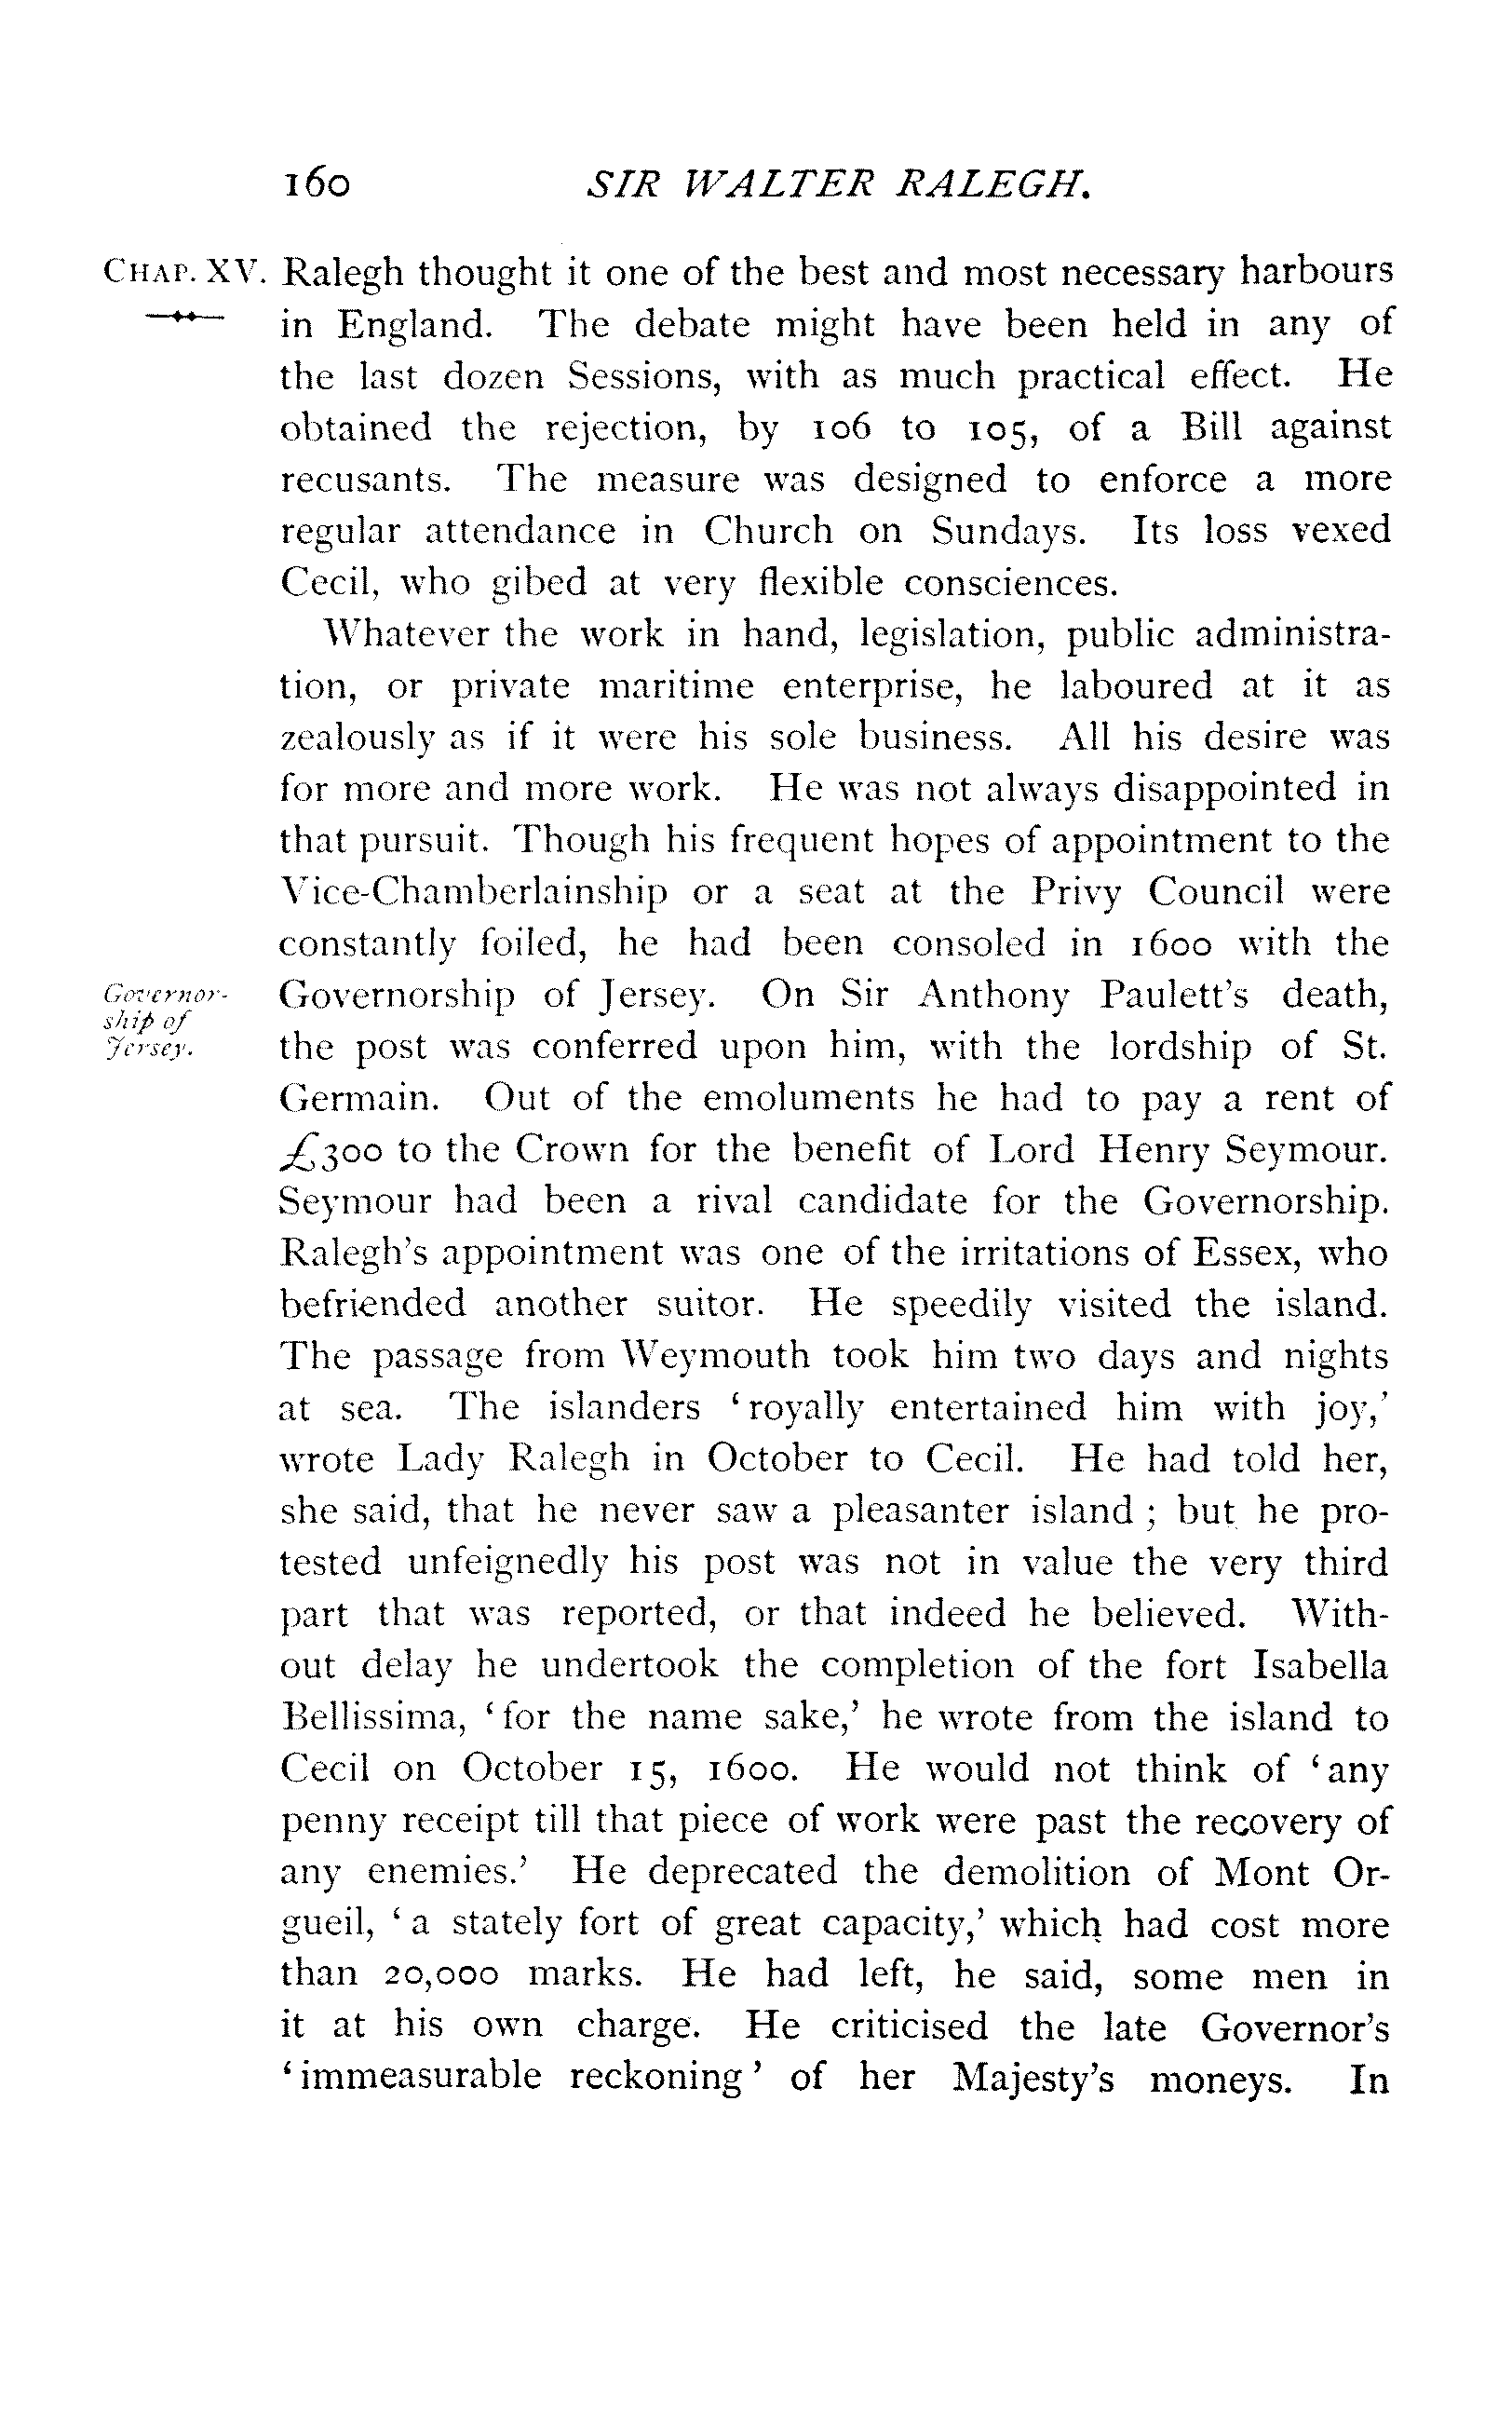 160 SIR WALTER RALEGH.
CHAP. XV. Ralegh thought it one of the best and most necessary harbours
in England. The debate might have been held in any of
the last dozen Sessions, with as much practical effect. He
obtained the rejection, by 106 to 105, of a Bill against
recusants. The measure was designed to enforce a more
regular attendance in Church on Sundays. Its loss vexed
Cecil, who gibed at very flexible consciences.
Whatever the work in hand, legislation, public administra-
tion, or private maritime enterprise, he laboured at it as
zealously as if it were his sole business. All his desire was
for more and more work. He was not always disappointed in
that pursuit. Though his frequent hopes of appointment to the
Vice-Chamberlainship or a seat at the Privy Council were
constantly foiled, he had been consoled in 1600 with the
Governor-
ship of
Jersey.
Governorship of Jersey. On Sir Anthony Paulett's death,
the post was conferred upon him, with the lordship of St.
Germain. Out of the emoluments he had to pay a rent of
£300 to the Crown for the benefit of Lord Henry Seymour.
Seymour had been a rival candidate for the Governorship.
Ralegh's appointment was one of the irritations of Essex, who
befriended another suitor. He speedily visited the island.
The passage from Weymouth took him two days and nights
at sea. The islanders ‘royally entertained him with joy,’
wrote Lady Ralegh in October to Cecil. He had told her,
she said, that he never saw a pleasanter island ; but he pro-
tested unfeignedly his post was not in value the very third
part that was reported, or that indeed he believed. With-
out delay he undertook the completion of the fort Isabella
Bellissima, ‘for the name sake,’ he wrote from the island to
Cecil on October 15, 1600. He would not think of ‘any
penny receipt till that piece of work were past the recovery of
any enemies.’ He deprecated the demolition of Mont Or-
gueil, ‘a stately fort of great capacity,’ which had cost more
than 20,000 marks. He had left, he said, some men in
it at his own charge. He criticised the late Governor's
‘immeasurable reckoning’ of her Majesty's moneys. In